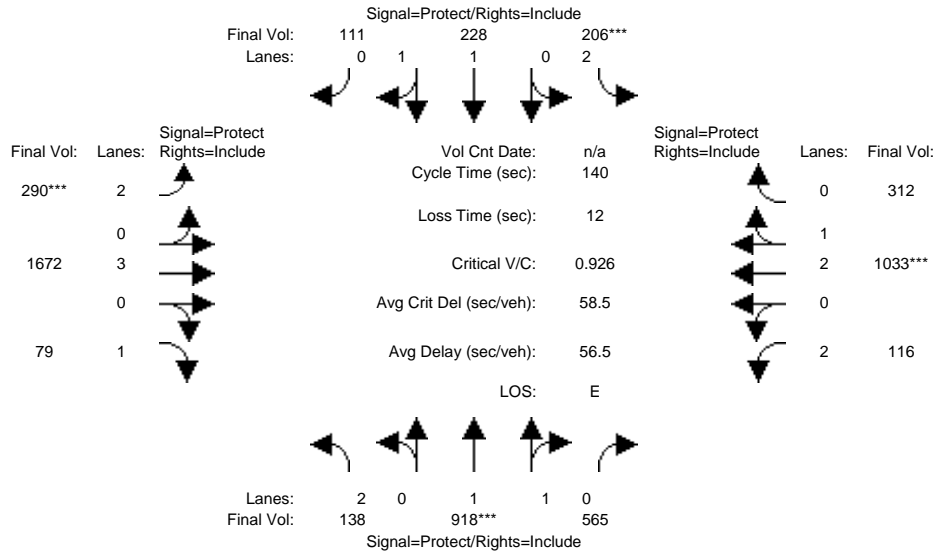 Signal=Protect/Rights=Include
Final Vol: 111 228 206***
Lanes: 0 1 1 0 2
Signal=Protect Signal=Protect
Final Vol: Lanes: Rights=Include Vol Cnt Date: n/a Rights=Include Lanes: Final Vol:
Cycle Time (sec): 140
290*** 2 0 312
Loss Time (sec): 12
0 1
1672 3 Critical V/C: 0.926 2 1033***
0 Avg Crit Del (sec/veh): 58.5 0
79 1 Avg Delay (sec/veh): 56.5 2 116
LOS: E
Lanes: 2 0 1 1 0
Final Vol: 138 918*** 565
Signal=Protect/Rights=Include